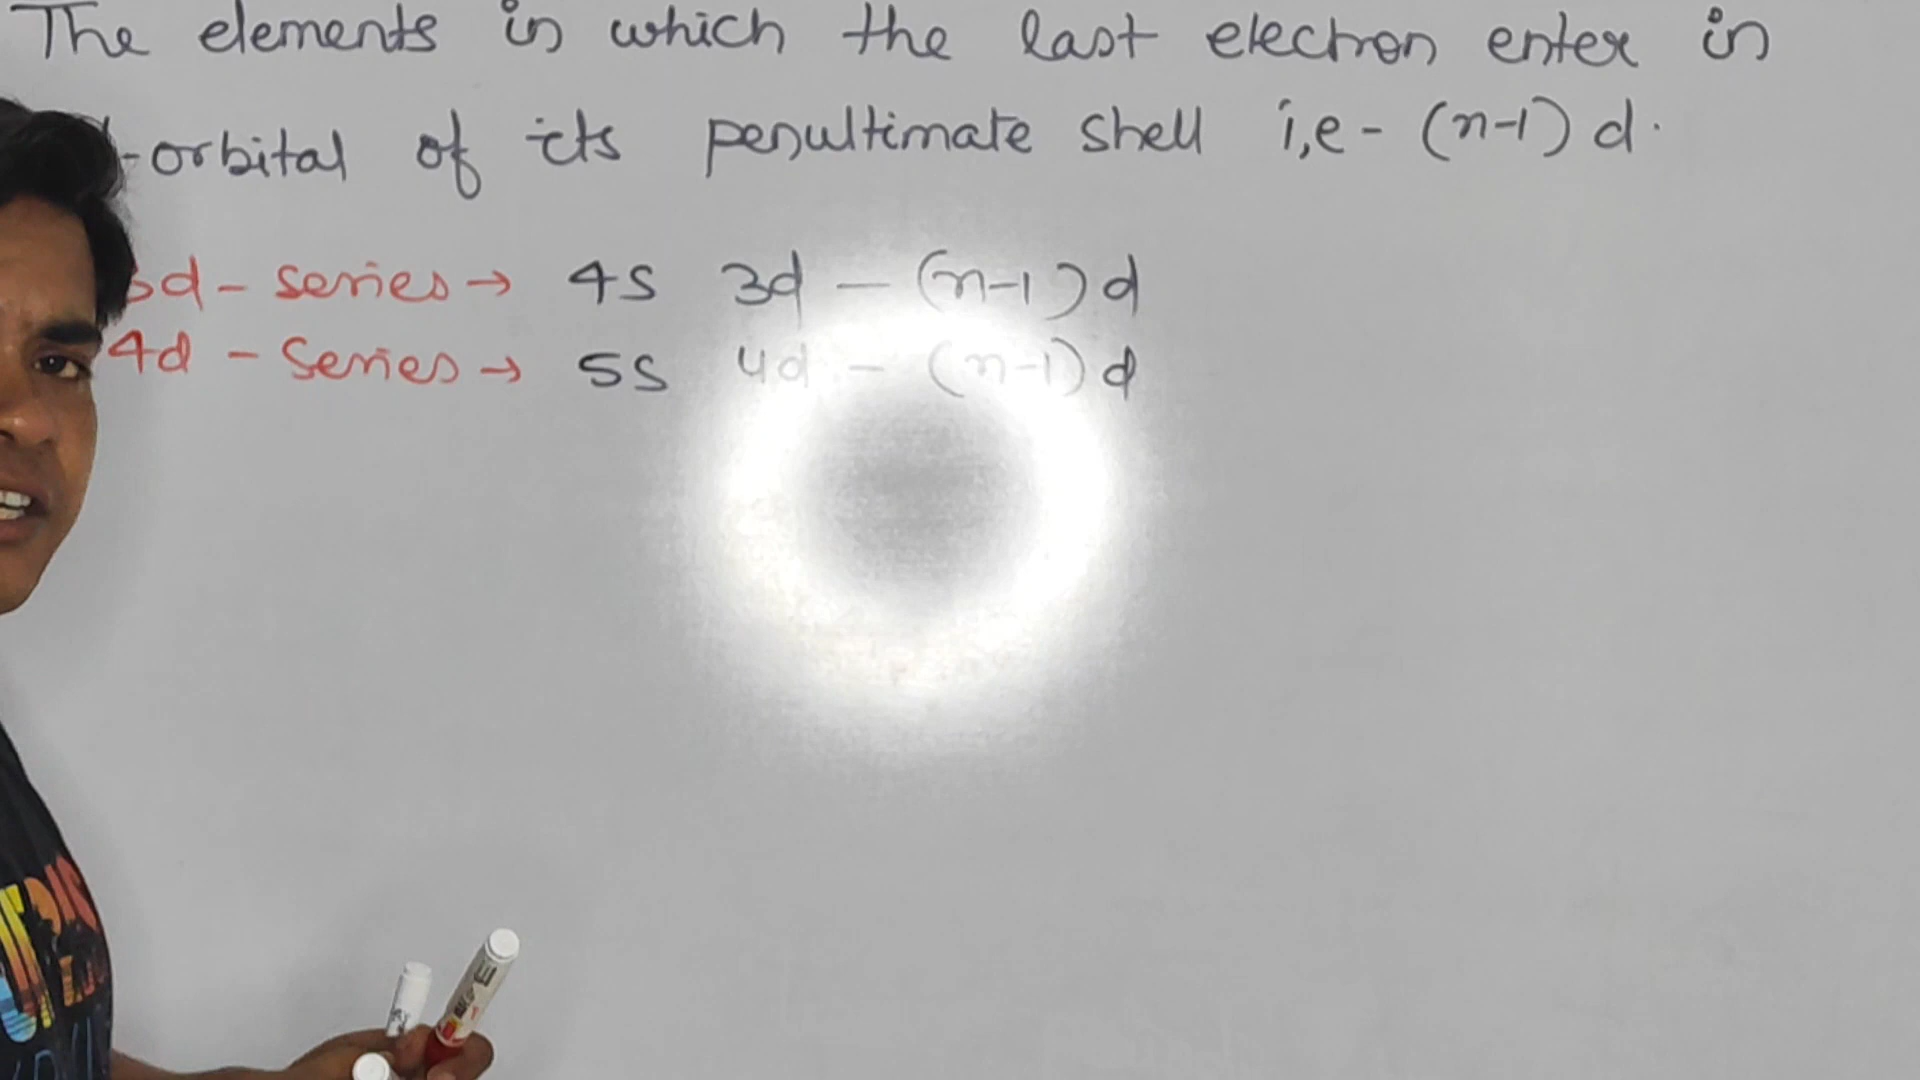 The elements in which the last electron enter in
-orbital of its penultimate shell i,e - (n-1) d.
3d - series → 4s 3d — (n-1) d
4d - Series → 5s 4d - (n-1) d